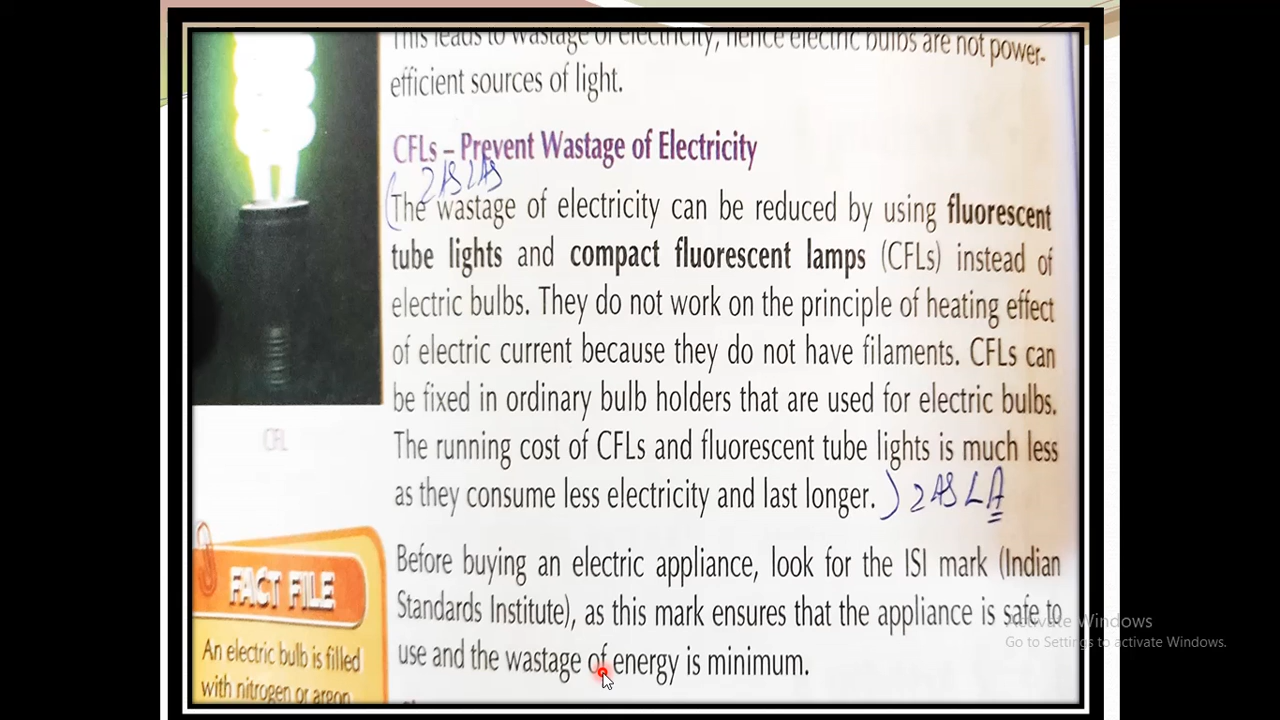 This leads to wastage of electricity, hence electric bulbs are not power-
efficient sources of light.
CFLs – Prevent Wastage of Electricity
The wastage of electricity can be reduced by using fluorescent
tube lights and compact fluorescent lamps (CFLs) instead of
electric bulbs. They do not work on the principle of heating effect
of electric current because they do not have filaments. CFLs can
be fixed in ordinary bulb holders that are used for electric bulbs.
The running cost of CFLs and fluorescent tube lights is much less
as they consume less electricity and last longer.
Before buying an electric appliance, look for the ISI mark (Indian
Standards Institute), as this mark ensures that the appliance is safe to
use and the wastage of energy is minimum.
CFL
FACT FILE
An electric bulb is filled
with nitrogen or argon
Activate Windows
Go to Settings to activate Windows.